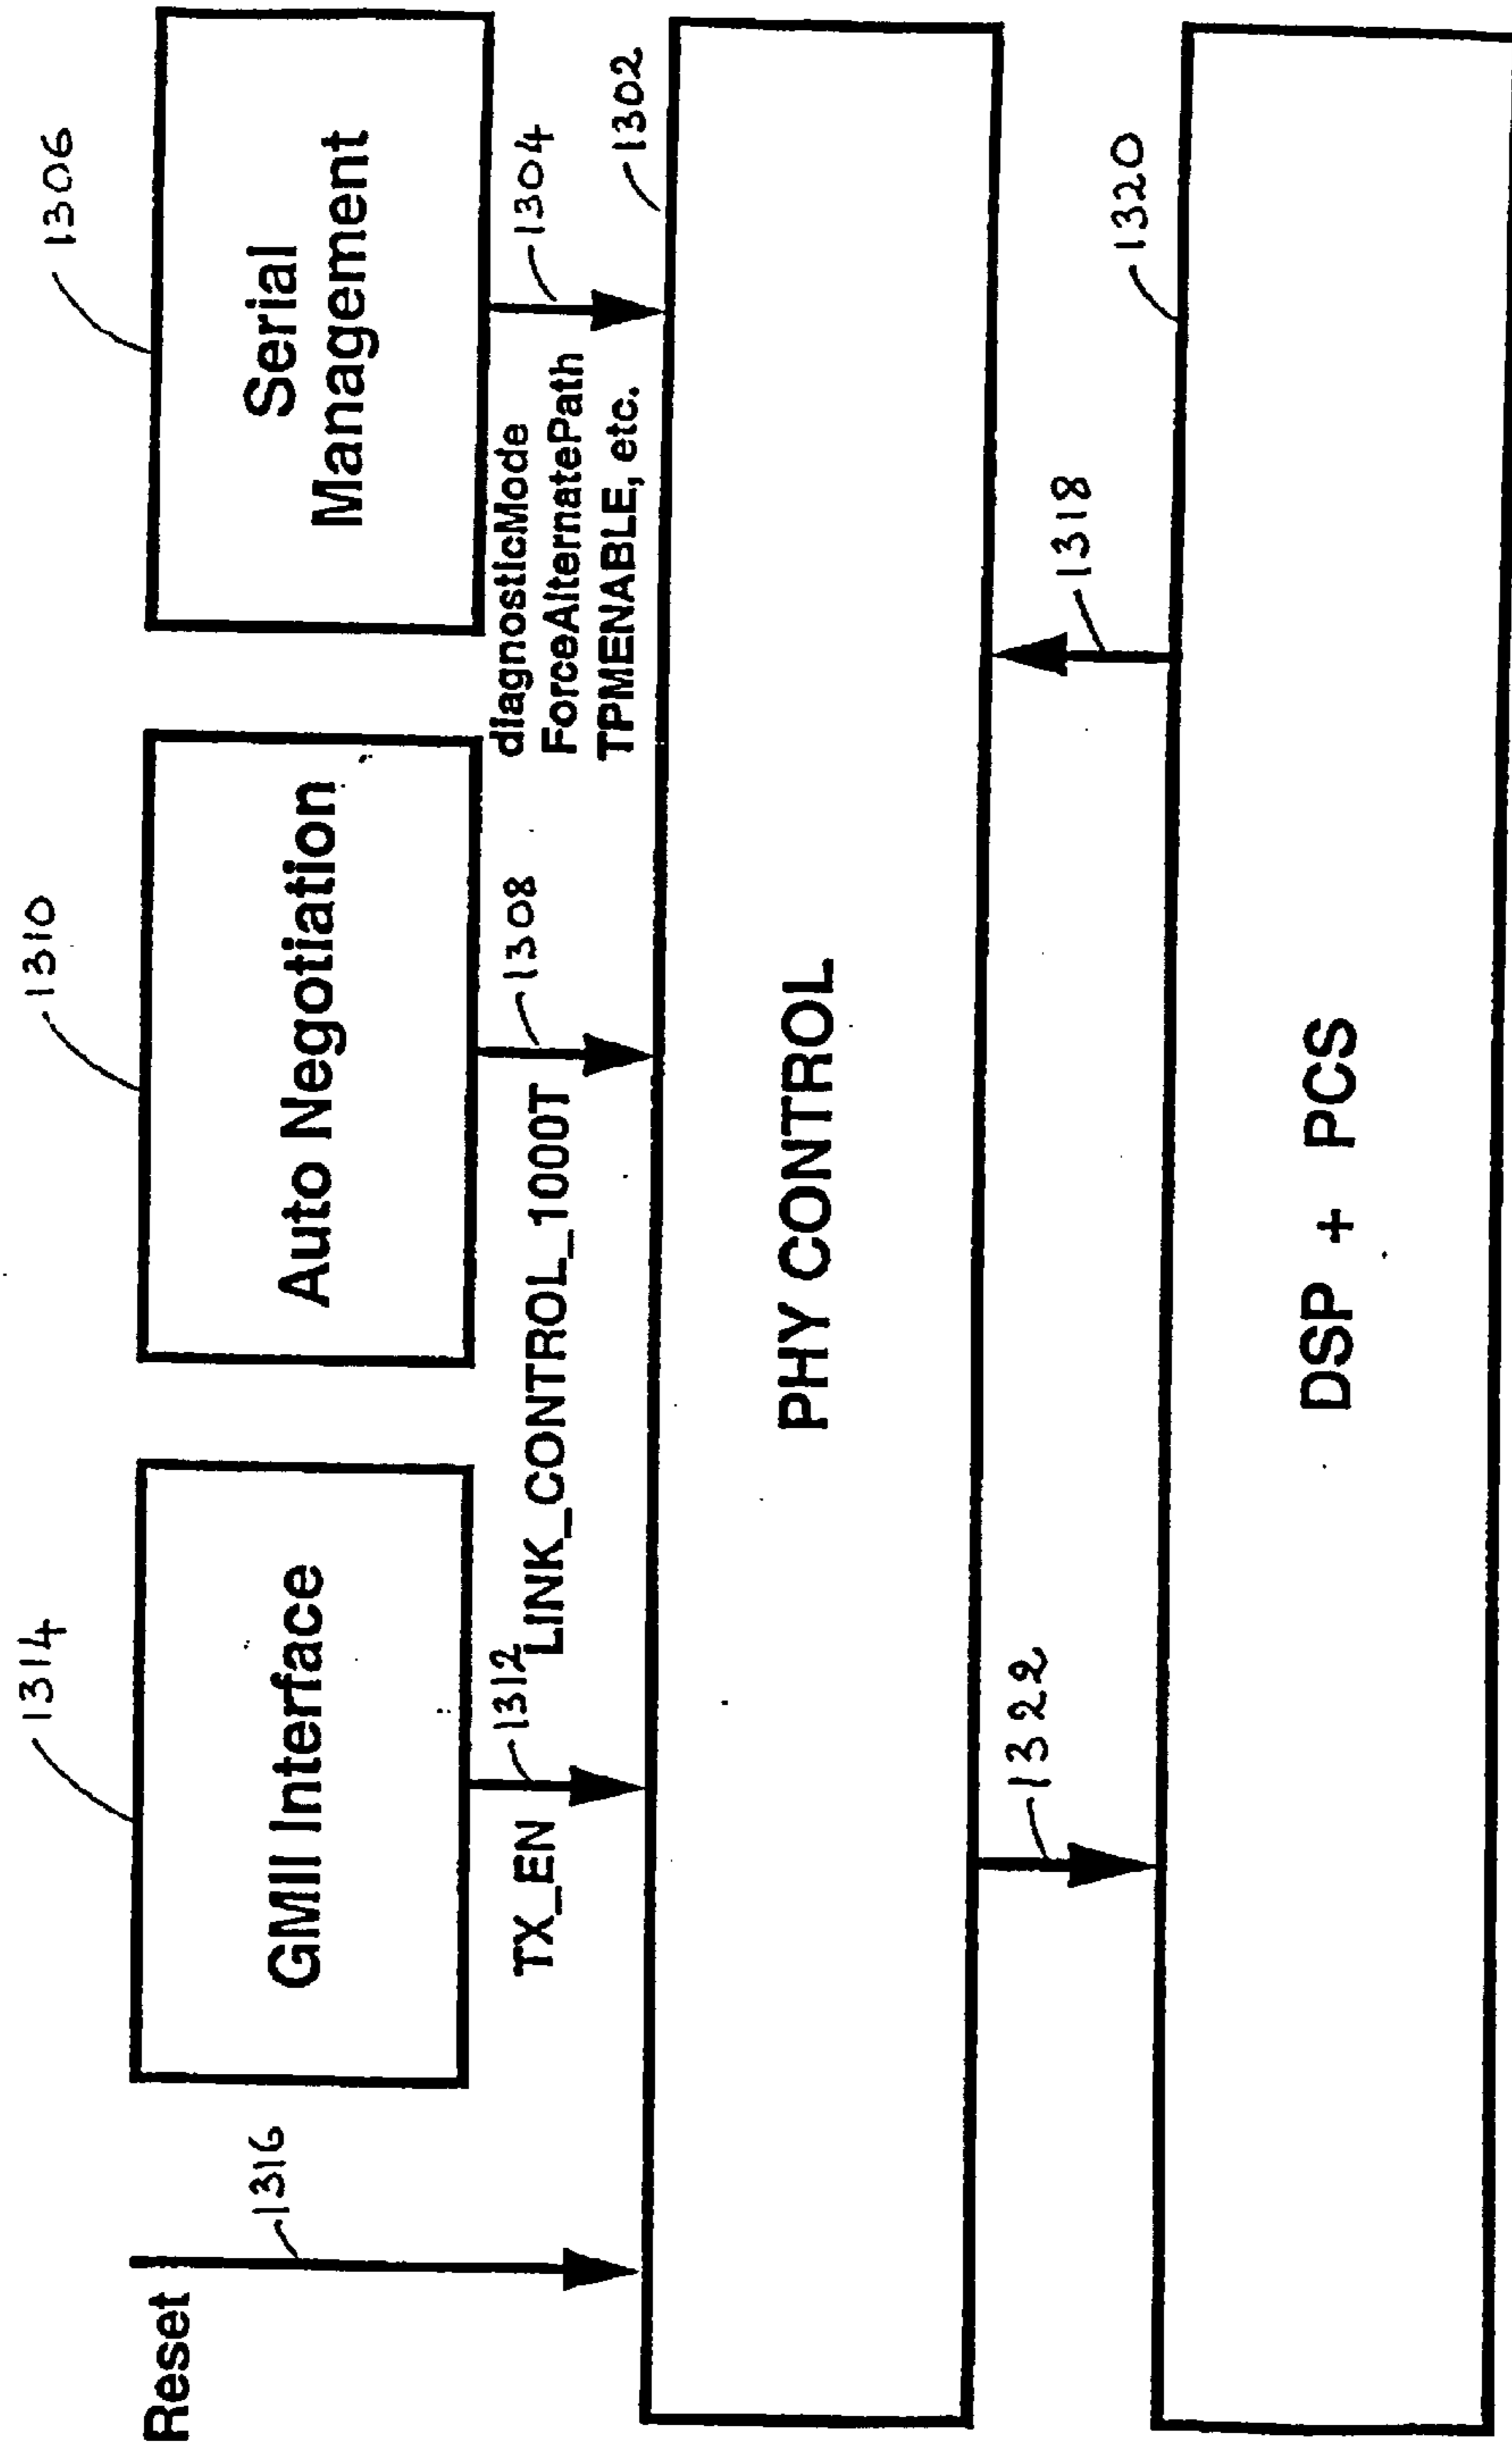 1314
1310
1306
Reset
1316
GMII Interface
Auto Negotiation
Serial
Management
TX_EN
1312
LINK_CONTROL_1000T
1308
diagnosticMode
ForceAlternatePath
TPMENABLE, etc.
1304
1302
PHY CONTROL
1322
1318
1320
DSP + PCS